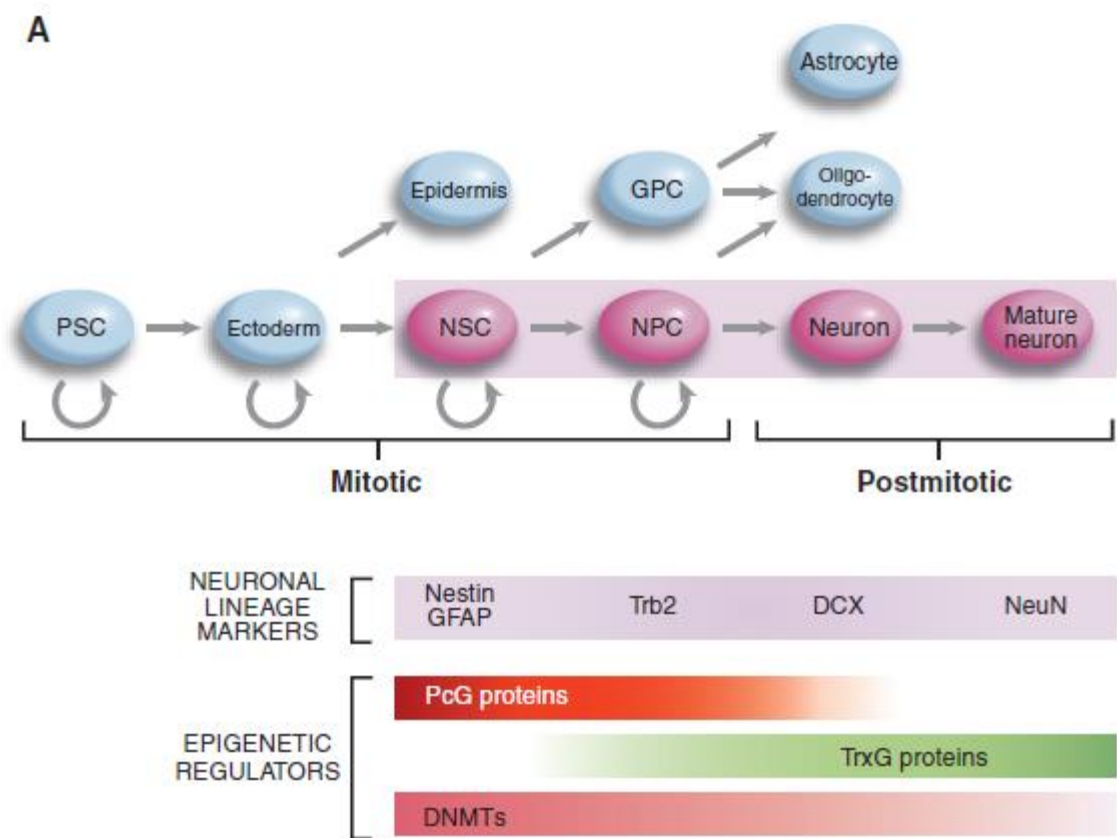 A
Astrocyte
Epidermis
GPC
Oligo-
dendrocyte
PSC
Ectoderm
NSC
NPC
Neuron
Mature
neuron
Mitotic
Postmitotic
NEURONAL
LINEAGE
MARKERS
Nestin
GFAP
Trb2
DCX
NeuN
EPIGENETIC
REGULATORS
PcG proteins
TrxG proteins
DNMTs